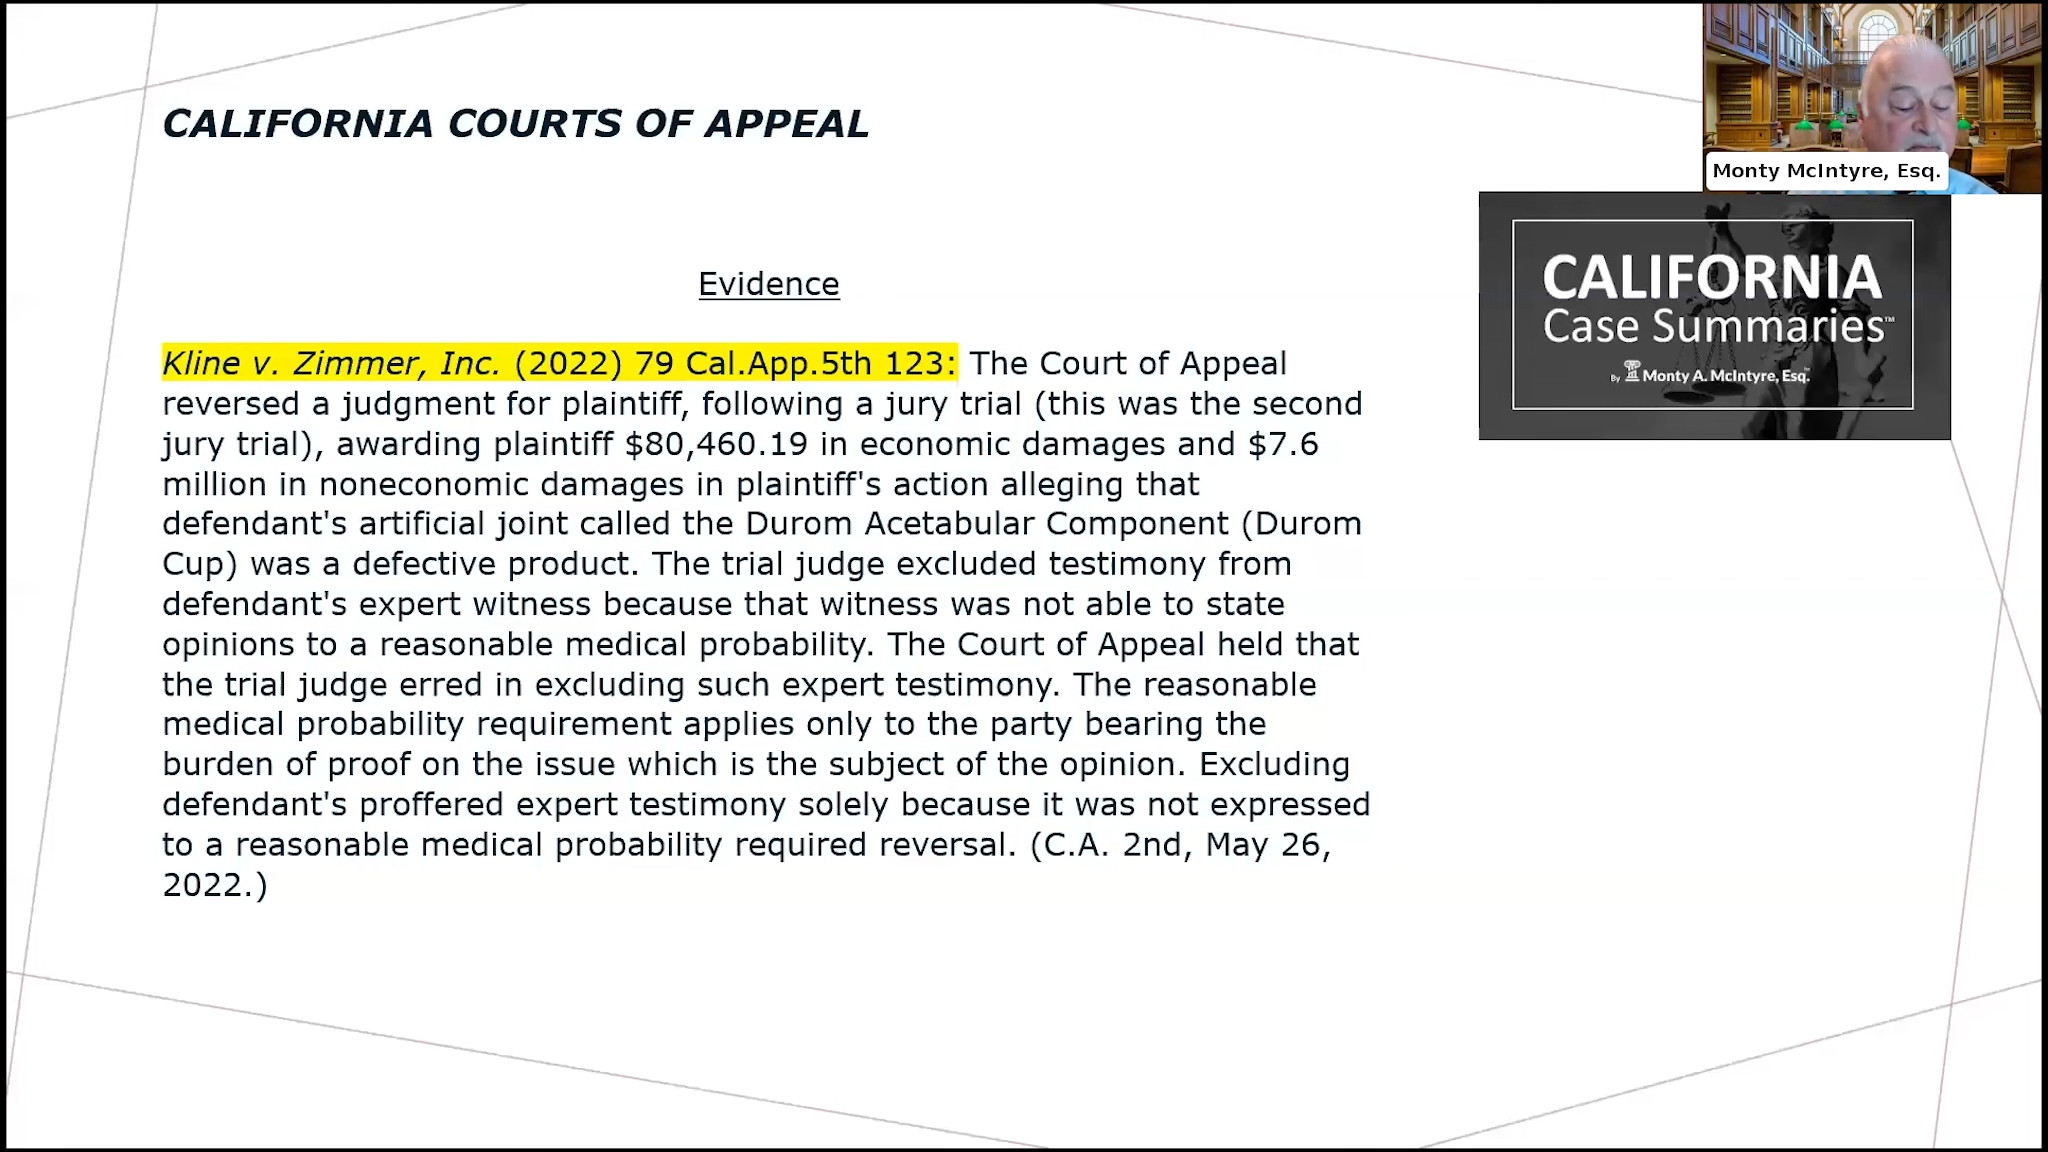 CALIFORNIA COURTS OF APPEAL
Monty McIntyre, Esq.
CALIFORNIA
Case Summaries™
By Monty A. McIntyre, Esq.
Evidence
Kline v. Zimmer, Inc. (2022) 79 Cal.App.5th 123: The Court of Appeal
reversed a judgment for plaintiff, following a jury trial (this was the second
jury trial), awarding plaintiff $80,460.19 in economic damages and $7.6
million in noneconomic damages in plaintiff's action alleging that
defendant's artificial joint called the Durom Acetabular Component (Durom
Cup) was a defective product. The trial judge excluded testimony from
defendant's expert witness because that witness was not able to state
opinions to a reasonable medical probability. The Court of Appeal held that
the trial judge erred in excluding such expert testimony. The reasonable
medical probability requirement applies only to the party bearing the
burden of proof on the issue which is the subject of the opinion. Excluding
defendant's proffered expert testimony solely because it was not expressed
to a reasonable medical probability required reversal. (C.A. 2nd, May 26,
2022.)